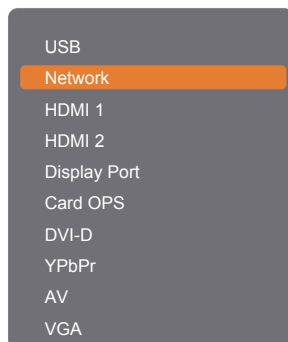 USB
Network
HDMI 1
HDMI 2
Display Port
Card OPS
DVI-D
YPbPr
AV
VGA